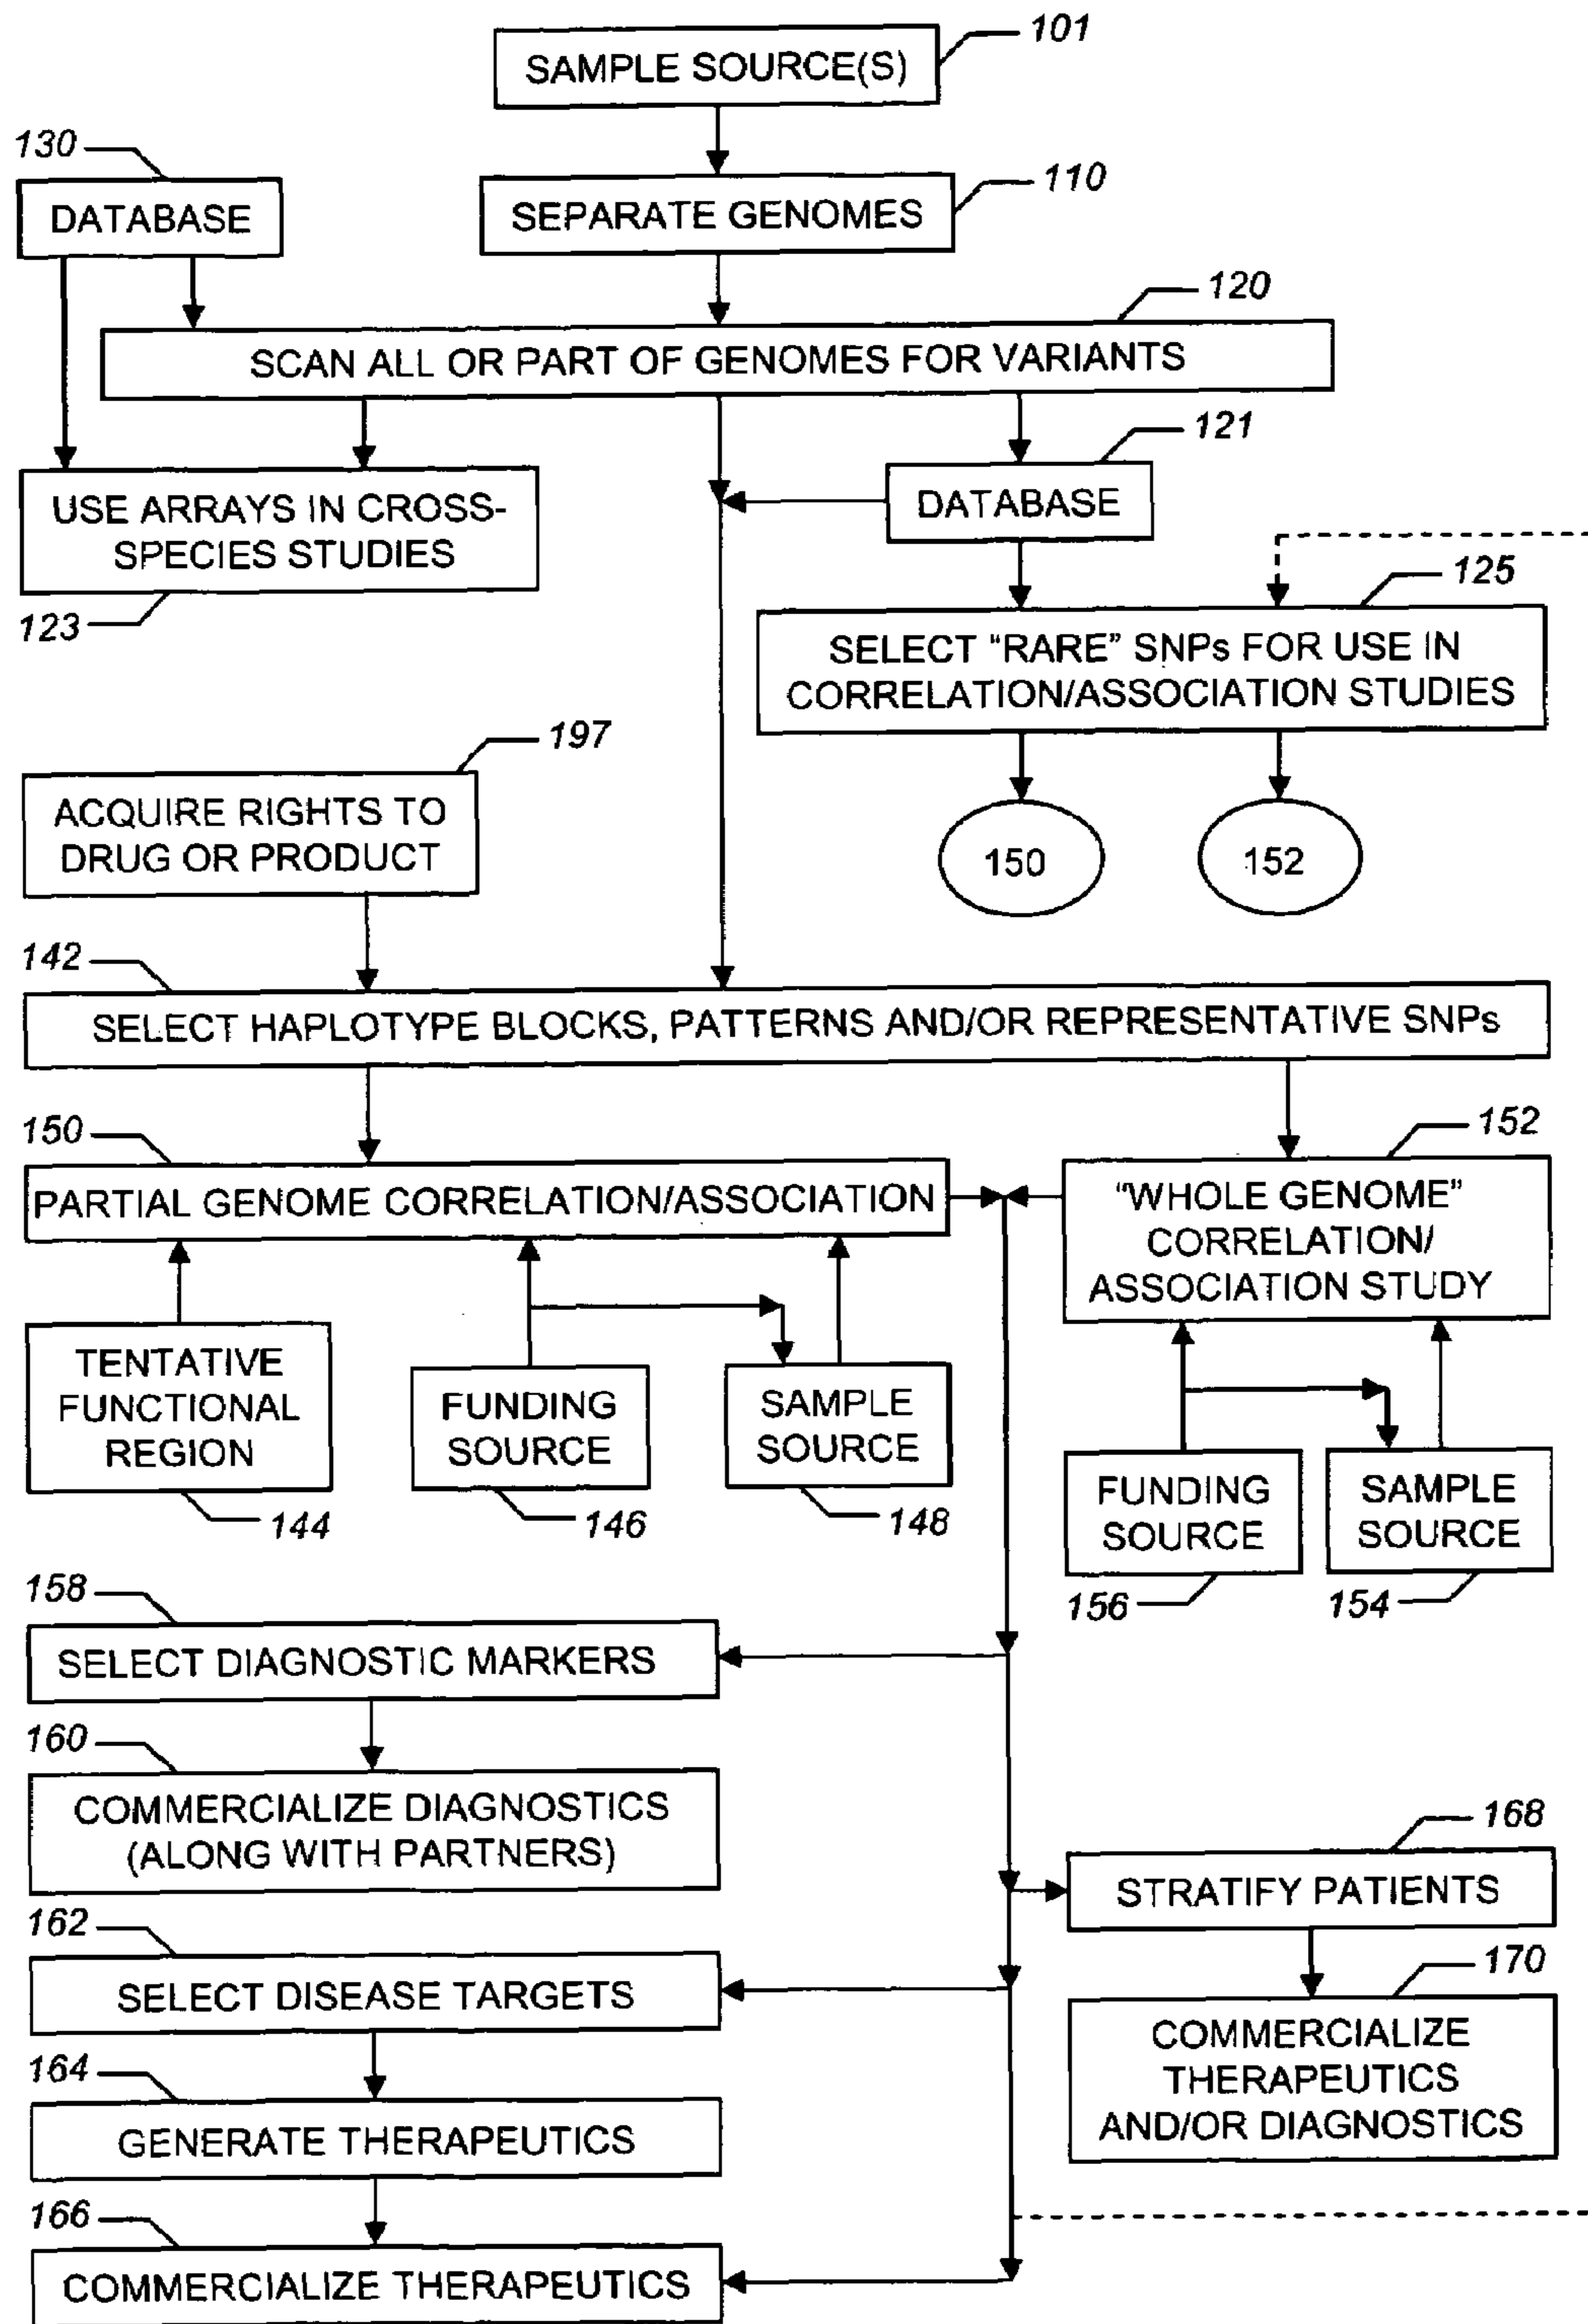 101
SAMPLE SOURCE(S)
130
110
DATABASE
SEPARATE GENOMES
120
SCAN ALL OR PART OF GENOMES FOR VARIANTS
121
DATABASE
USE ARRAYS IN CROSS-
SPECIES STUDIES
123
125
SELECT "RARE" SNPs FOR USE IN
CORRELATION/ASSOCIATION STUDIES
197
ACQUIRE RIGHTS TO
DRUG OR PRODUCT
150
152
142
SELECT HAPLOTYPE BLOCKS, PATTERNS AND/OR REPRESENTATIVE SNPs
150
PARTIAL GENOME CORRELATION/ASSOCIATION
152
"WHOLE GENOME"
CORRELATION/
ASSOCIATION STUDY
TENTATIVE
FUNCTIONAL
REGION
144
FUNDING
SOURCE
146
SAMPLE
SOURCE
148
FUNDING
SOURCE
156
SAMPLE
SOURCE
154
158
SELECT DIAGNOSTIC MARKERS
160
COMMERCIALIZE DIAGNOSTICS
(ALONG WITH PARTNERS)
168
STRATIFY PATIENTS
162
SELECT DISEASE TARGETS
170
COMMERCIALIZE
THERAPEUTICS
AND/OR DIAGNOSTICS
164
GENERATE THERAPEUTICS
166
COMMERCIALIZE THERAPEUTICS